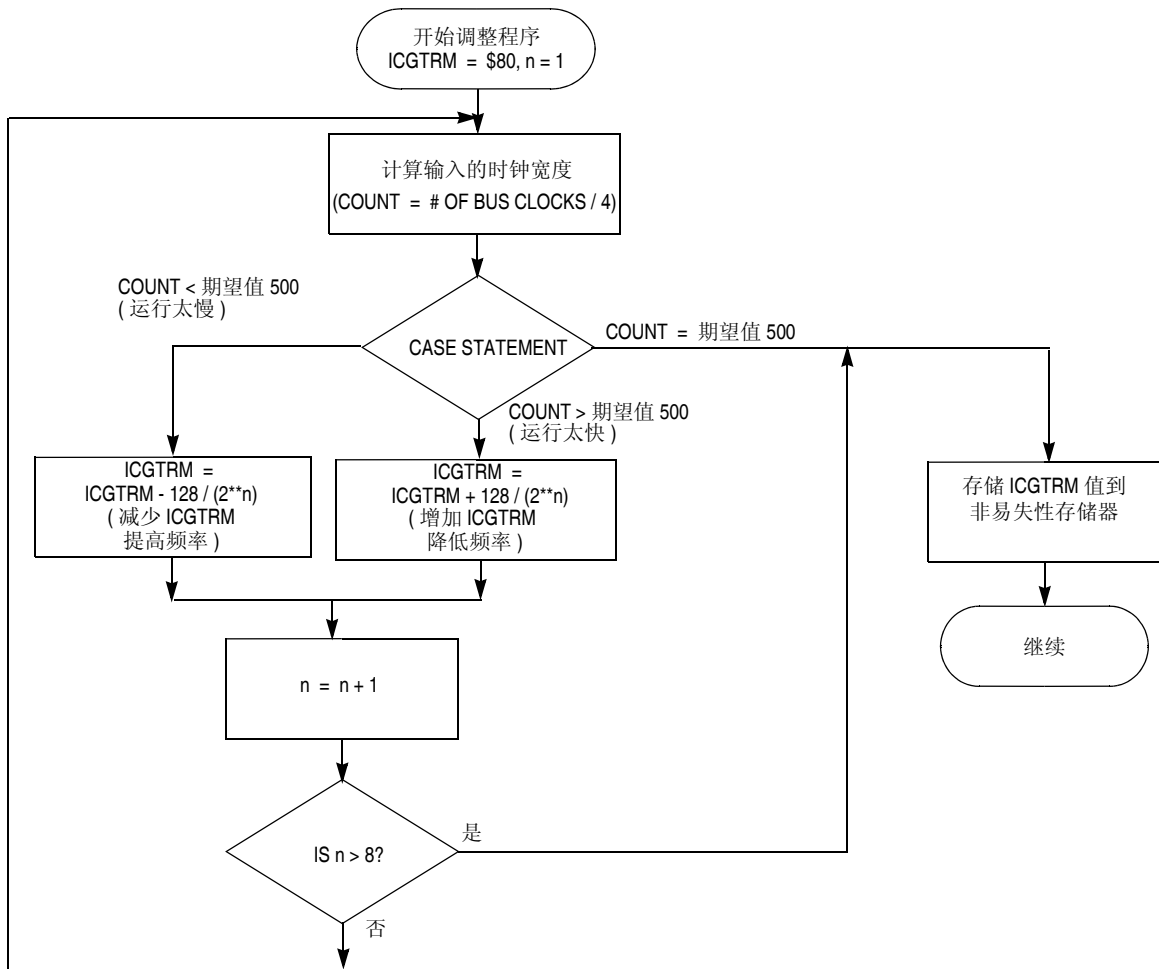 开始调整程序
ICGTRM = $80, n = 1
计算输入的时钟宽度
(COUNT = # OF BUS CLOCKS / 4)
COUNT < 期望值 500
( 运行太慢 )
CASE STATEMENT
COUNT = 期望值 500
COUNT > 期望值 500
( 运行太快 )
ICGTRM =
ICGTRM - 128 / (2**n)
( 减少 ICGTRM
提高频率 )
ICGTRM =
ICGTRM + 128 / (2**n)
( 增加 ICGTRM
降低频率 )
存储 ICGTRM 值到
非易失性存储器
继续
n = n + 1
IS n > 8?
是
否